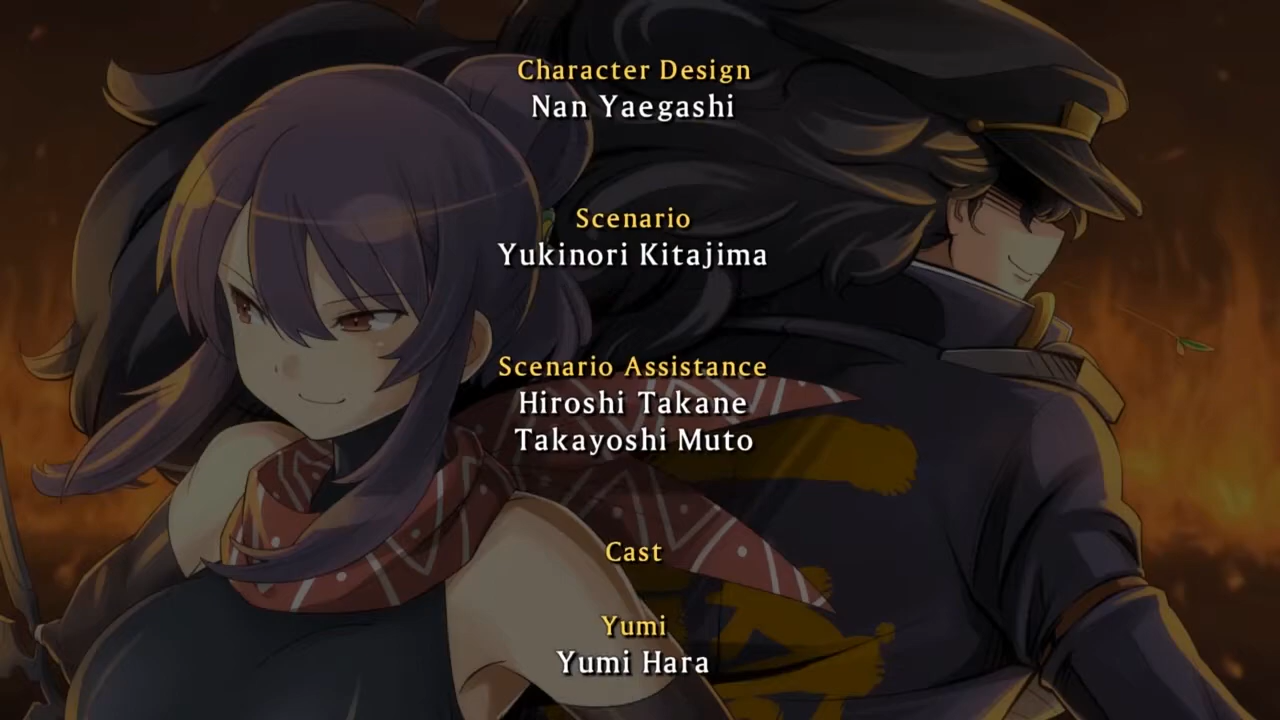 Character Design
Nan Yaegashi
Scenario
Yukinori Kitajima
Scenario Assistance
Hiroshi Takane
Takayoshi Muto
Cast
Yumi
Yumi Hara